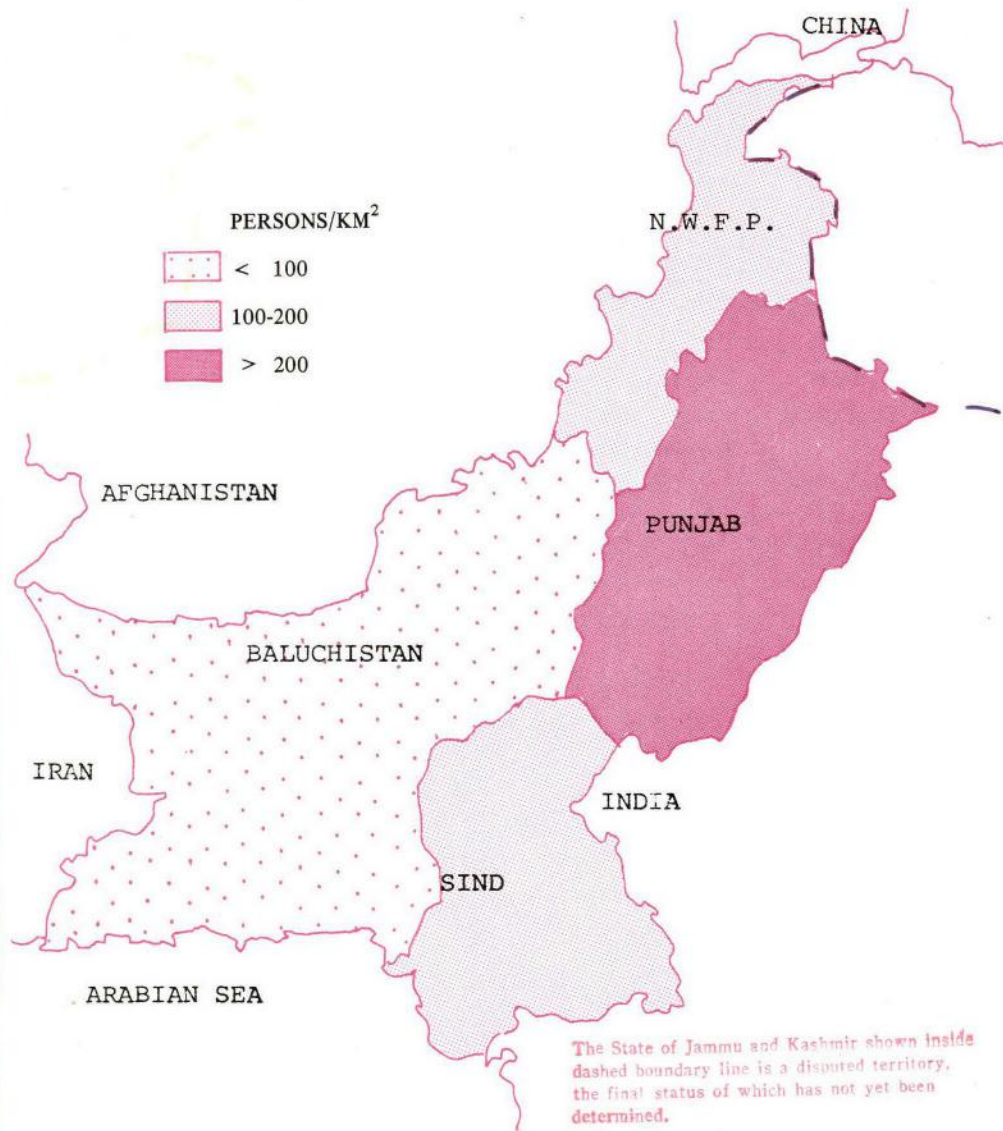 CHINA
PERSONS/KM²
< 100
100-200
> 200
N.W.F.P.
AFGHANISTAN
PUNJAB
BALUCHISTAN
IRAN
INDIA
SIND
ARABIAN SEA
The State of Jammu and Kashmir shown inside
dashed boundary line is a disputed territory,
the final status of which has not yet been
determined.